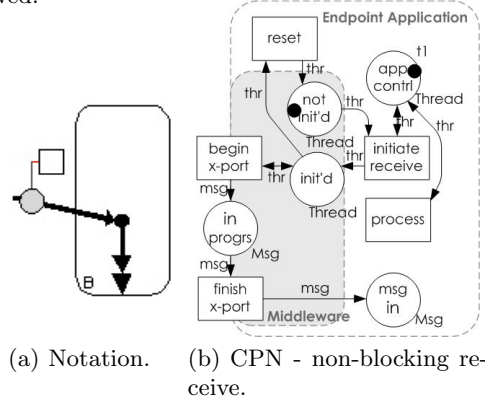 ved.
Endpoint Application
reset
t1
app
contrl
thr
thr
not
init'd
thr
Thread
thr
thr
Thread
begin
x-port
thr
initiate
receive
msg
thr
init'd
Thread
process
in
progrs
Msg
msg
finish
x-port
msg
msg
in
Middleware
Msg
B
(a) Notation.
(b) CPN - non-blocking re-
ceive.